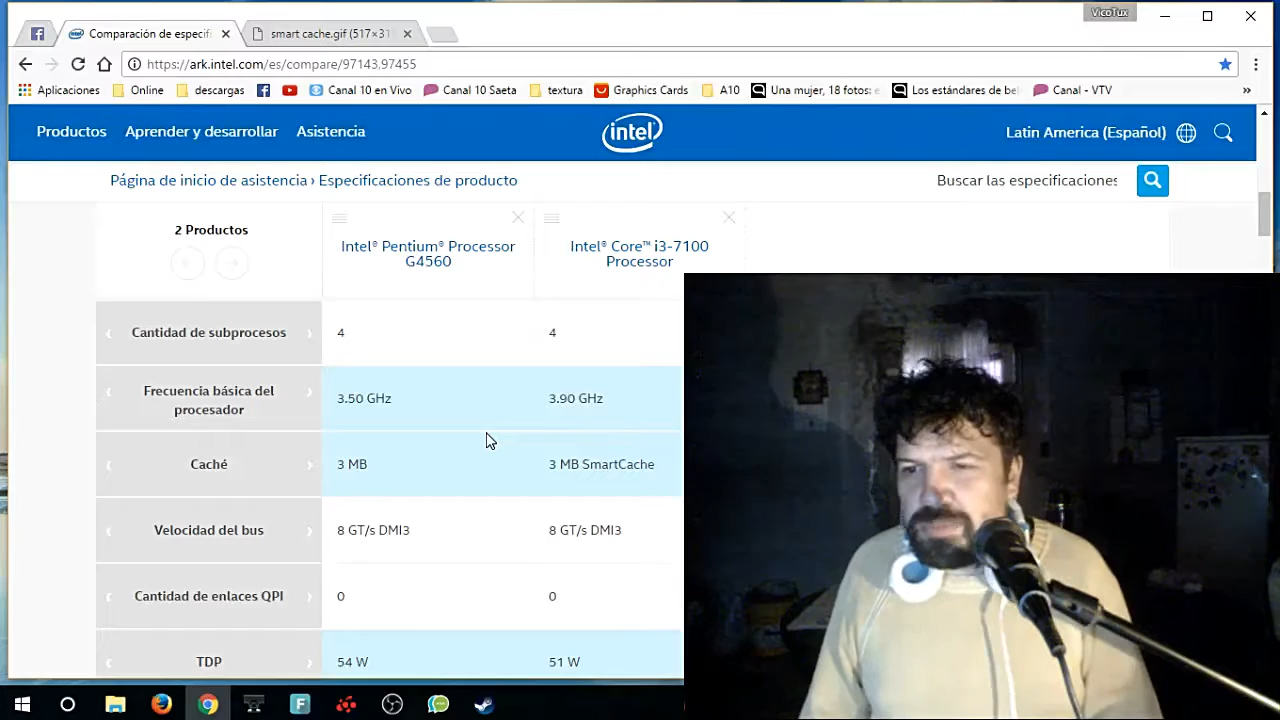 VicoTux
Comparación de especifi
smart cache.gif (517×31
https://ark.intel.com/es/compare/97143,97455
Aplicaciones
Online
descargas
Canal 10 en Vivo
Canal 10 Saeta
textura
Graphics Cards
A10
Una mujer, 18 fotos: e
Los estándares de bel
Canal - VTV
»
Productos
Aprender y desarrollar
Asistencia
intel
Latin America (Español)
Página de inicio de asistencia › Especificaciones de producto
Buscar las especificaciones
2 Productos
Intel® Pentium® Processor
G4560
Intel® Core™ i3-7100
Processor
Cantidad de subprocesos
4
4
Frecuencia básica del
procesador
3.50 GHz
3.90 GHz
Caché
3 MB
3 MB SmartCache
Velocidad del bus
8 GT/s DMI3
8 GT/s DMI3
Cantidad de enlaces QPI
0
0
TDP
54 W
51 W